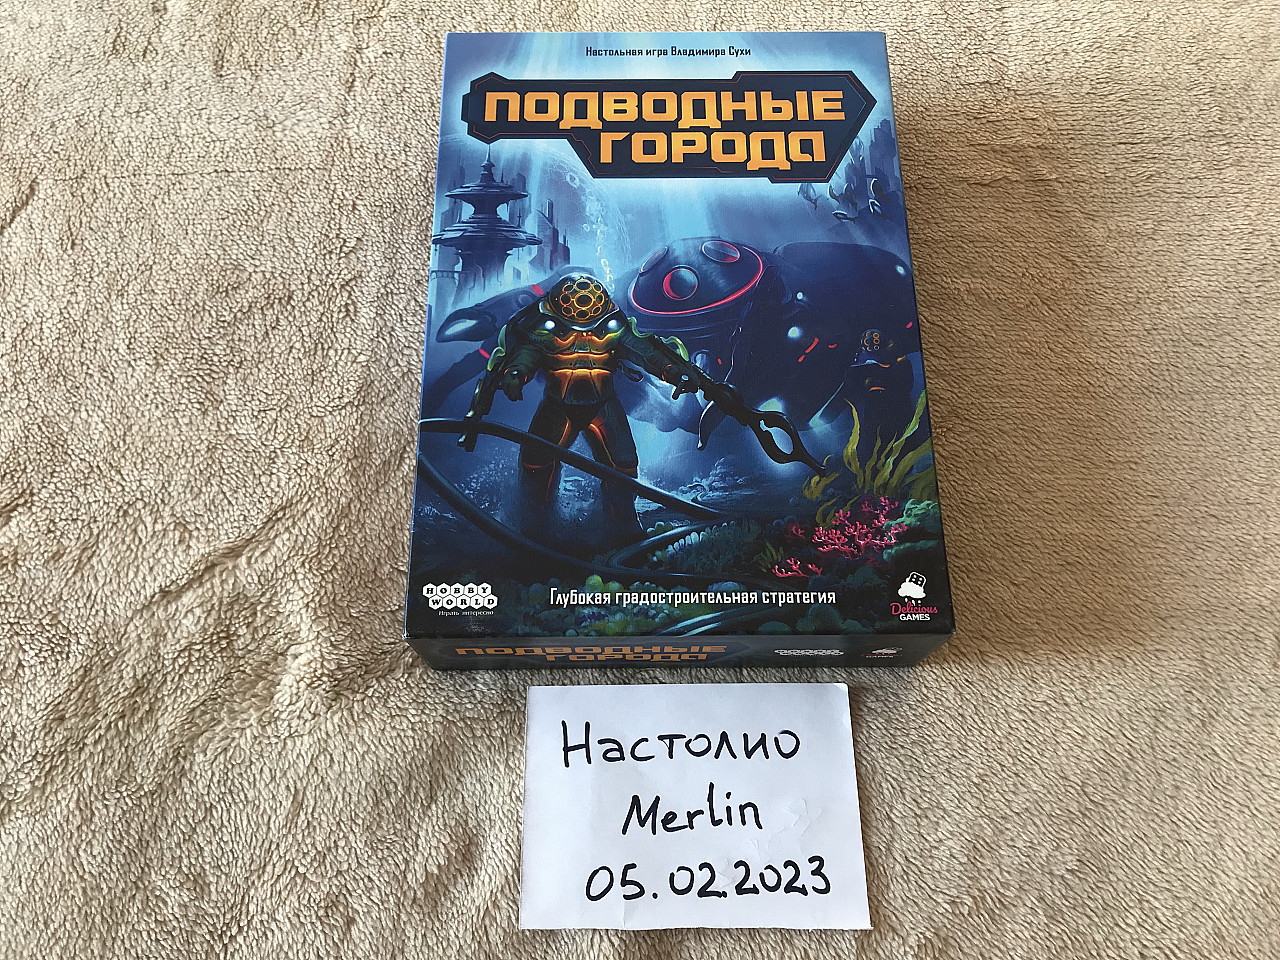 Настольная игра Владимира Сухи
ПОДВОДНЫЕ
ГОРОДА
HOBBY
WORLD
Играть интересно
Глубокая градостроительная стратегия
Delicious
GAMES
ПОДВОДНЫЕ
ГОРОДА
Настолио
Merlin
05.02.2023